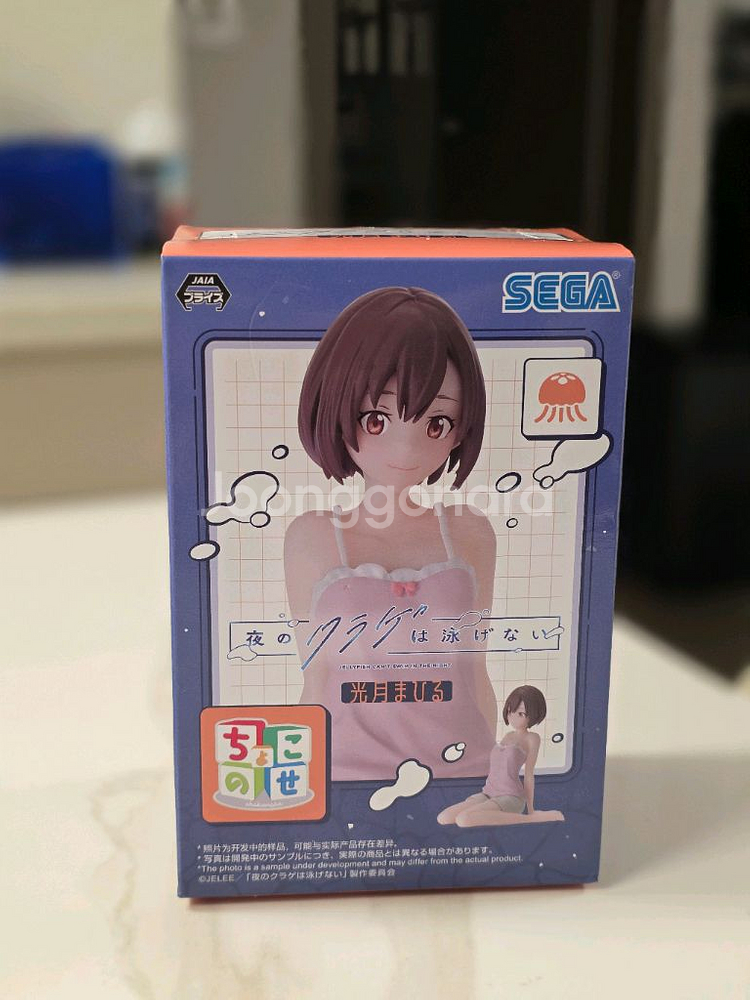 JAIA
プライズ
SEGA
Joonggonara
夜のクラゲは泳げない
JELLYFISH CAN'T SWIM IN THE NIGHT
光月まひる
ちょこ
のせ
*照片为开发中的样品，可能与实际产品存在差异。
*写真は開発中のサンプルにつき、実際の商品とは異なる場合があります。
*The photo is a sample under development and may differ from the actual product.
©JELEE／「夜のクラゲは泳げない」製作委員会